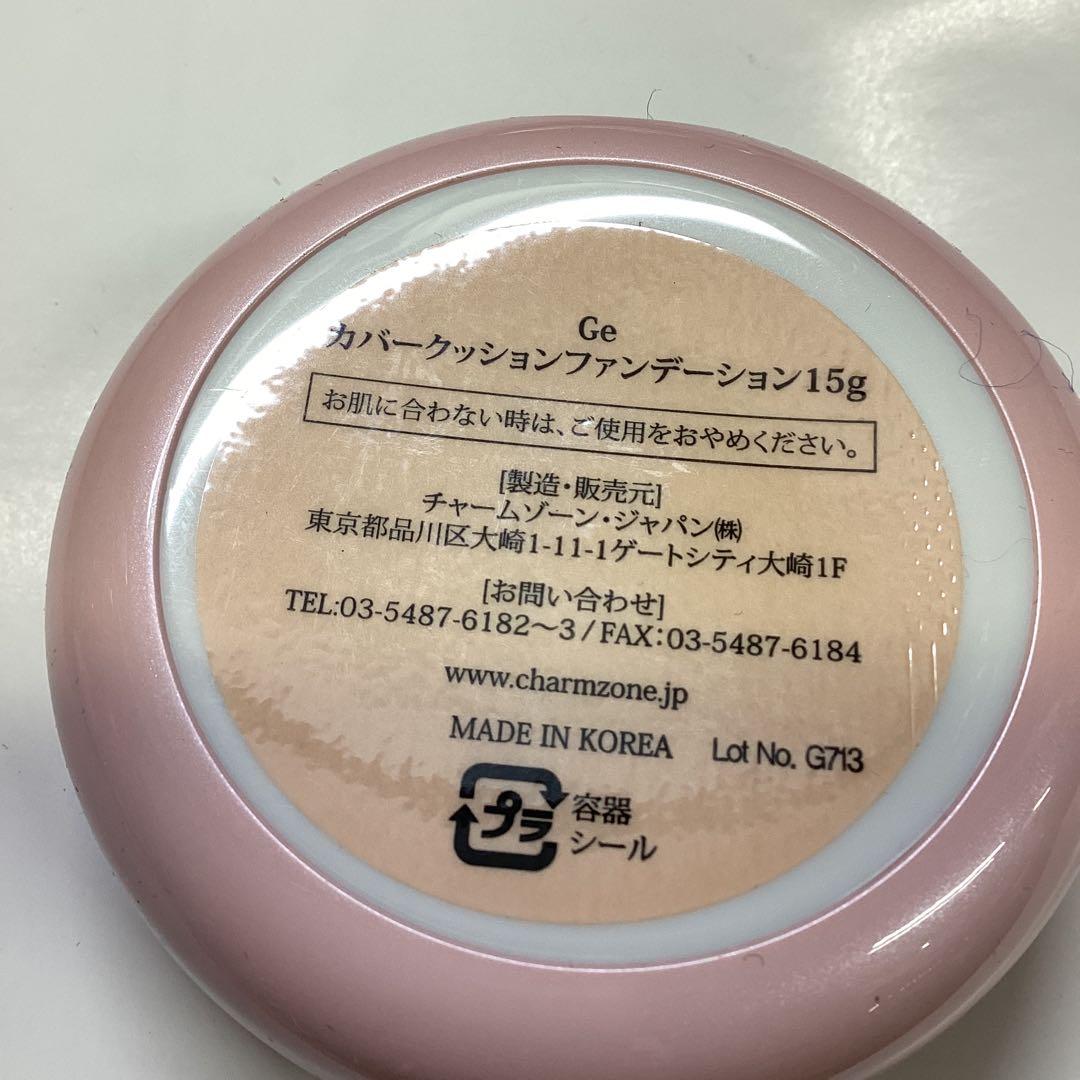 Ge
カバークッションファンデーション15g
お肌に合わない時は、ご使用をおやめください。
[製造・販売元]
チャームゾーン・ジャパン㈱
東京都品川区大崎1-11-1ゲートシティ大崎1F
[お問い合わせ]
TEL:03-5487-6182〜3/FAX:03-5487-6184
www.charmzone.jp
MADE IN KOREA Lot No. G713
プラ 容器
シール